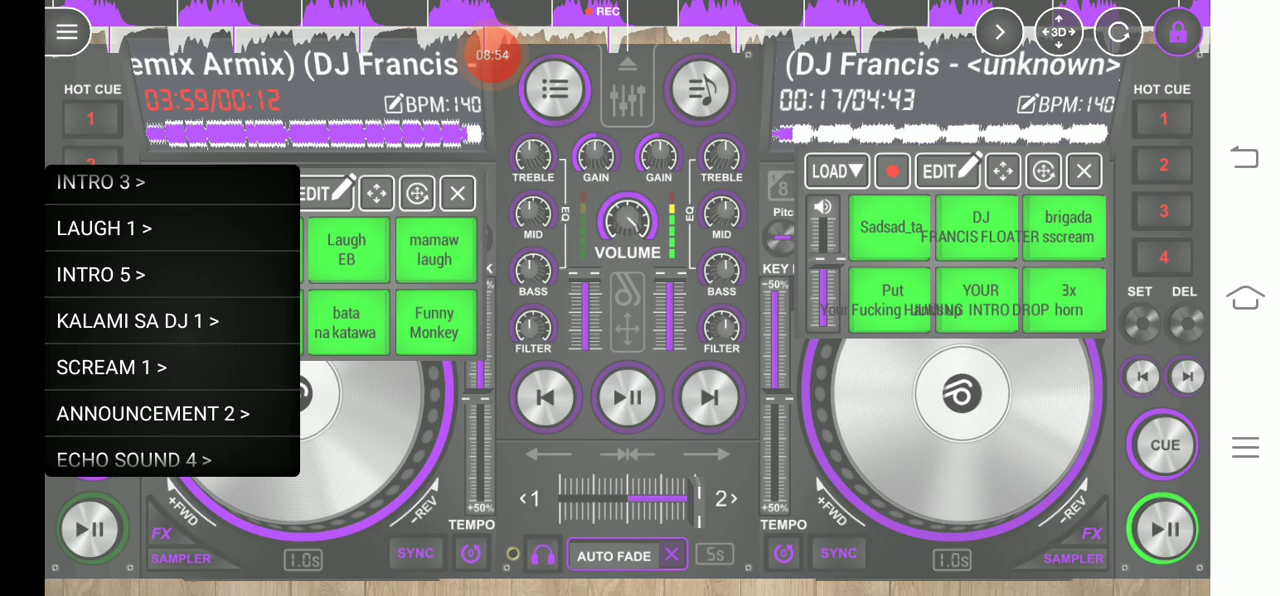 REC
08:54
3D
HOT CUE
emix Armix) (DJ Francis -
03:59/00:12
BPM:140
1
2
(DJ Francis - <unknown>
00:17/04:43
BPM:140
HOT CUE
1
2
3
4
SET
DEL
TREBLE
GAIN
GAIN
TREBLE
EQ
EQ
MID
VOLUME
MID
BASS
BASS
FILTER
FILTER
INTRO 3 >
LAUGH 1 >
INTRO 5 >
KALAMI SA DJ 1 >
SCREAM 1 >
ANNOUNCEMENT 2 >
ECHO SOUND 4 >
EDIT
Laugh
EB
mamaw
laugh
bata
na katawa
Funny
Monkey
18
Pitc
KEY
-50%
LOAD▼
EDIT
Sadsad_ta
DJ
FRANCIS FLOATER
brigada
sscream
Put
Your Fucking Hands up
YOUR
INTRO DROP
3x
horn
+50%
TEMPO
+50%
TEMPO
<1
2>
+FWD
-REV
+FWD
-REV
CUE
FX
SAMPLER
1.0s
SYNC
AUTO FADE
5s
SYNC
1.0s
FX
SAMPLER